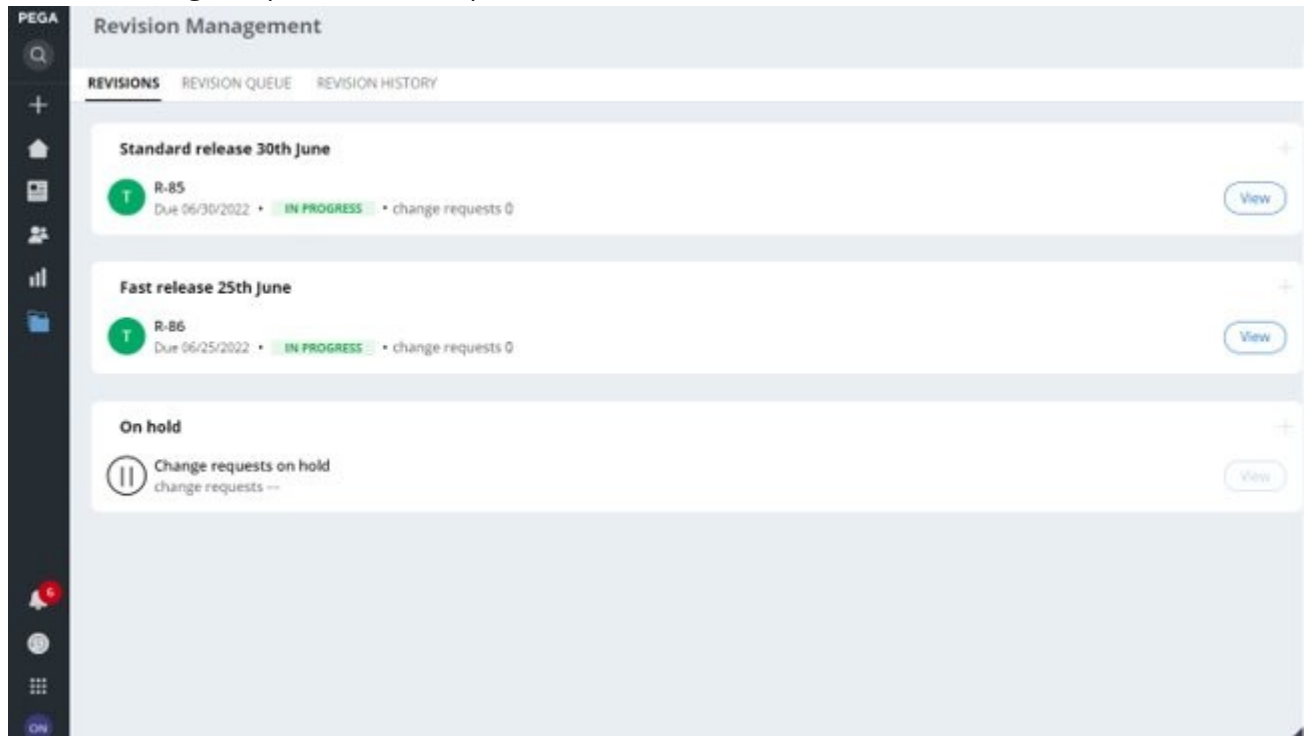 PEGA
Revision Management
REVISIONS REVISION QUEUE REVISION HISTORY
Standard release 30th June
T
R-85
Due 06/30/2022 • IN PROGRESS • change requests 0
View
Fast release 25th June
T
R-86
Due 06/25/2022 • IN PROGRESS • change requests 0
View
On hold
Change requests on hold
change requests --
View
6
ON